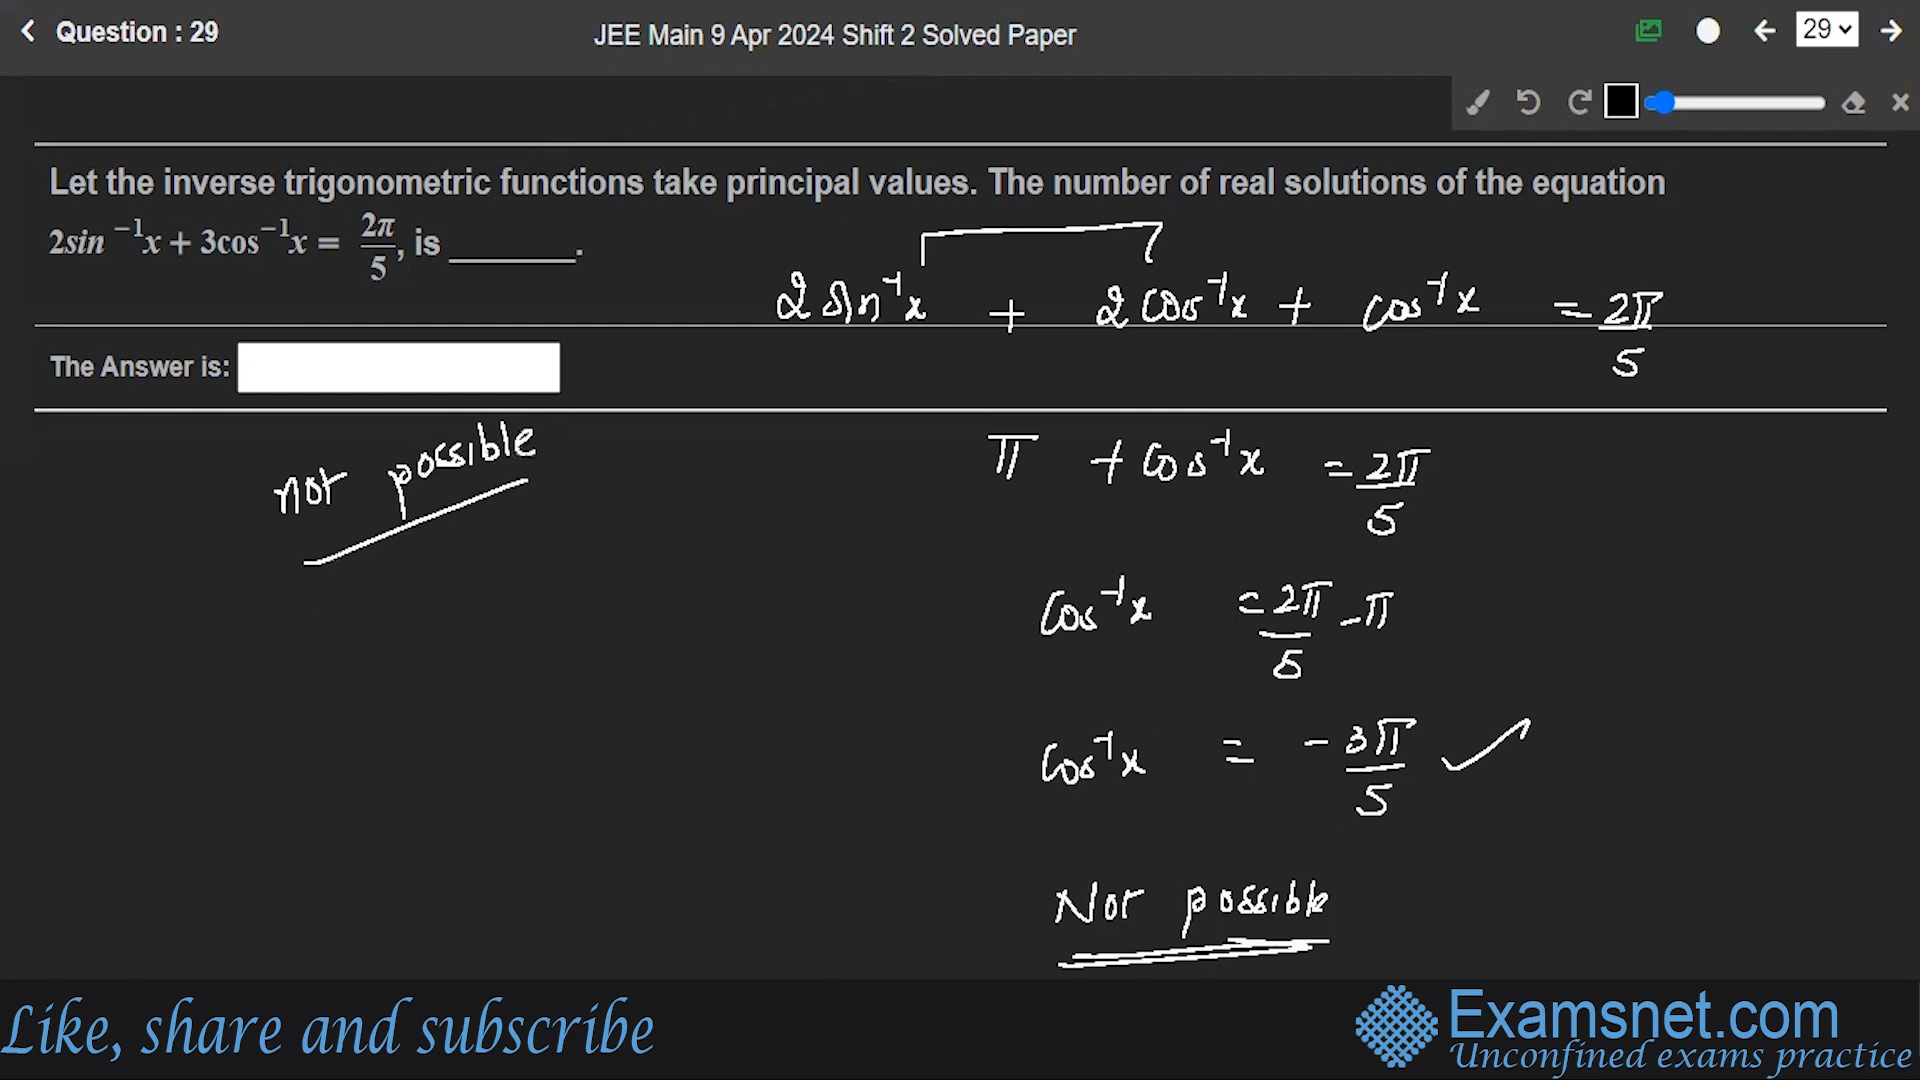 Question : 29
JEE Main 9 Apr 2024 Shift 2 Solved Paper
29
Let the inverse trigonometric functions take principal values. The number of real solutions of the equation
2sin⁻¹x + 3cos⁻¹x = 2π/5, is ______.
2 sin⁻¹x + 2 cos⁻¹x + cos⁻¹x = 2π/5
The Answer is:
not possible
π + cos⁻¹x = 2π/5
cos⁻¹x = 2π/5 - π
cos⁻¹x = - 3π/5 ✓
Not possible
Like, share and subscribe
Examsnet.com
Unconfined exams practice